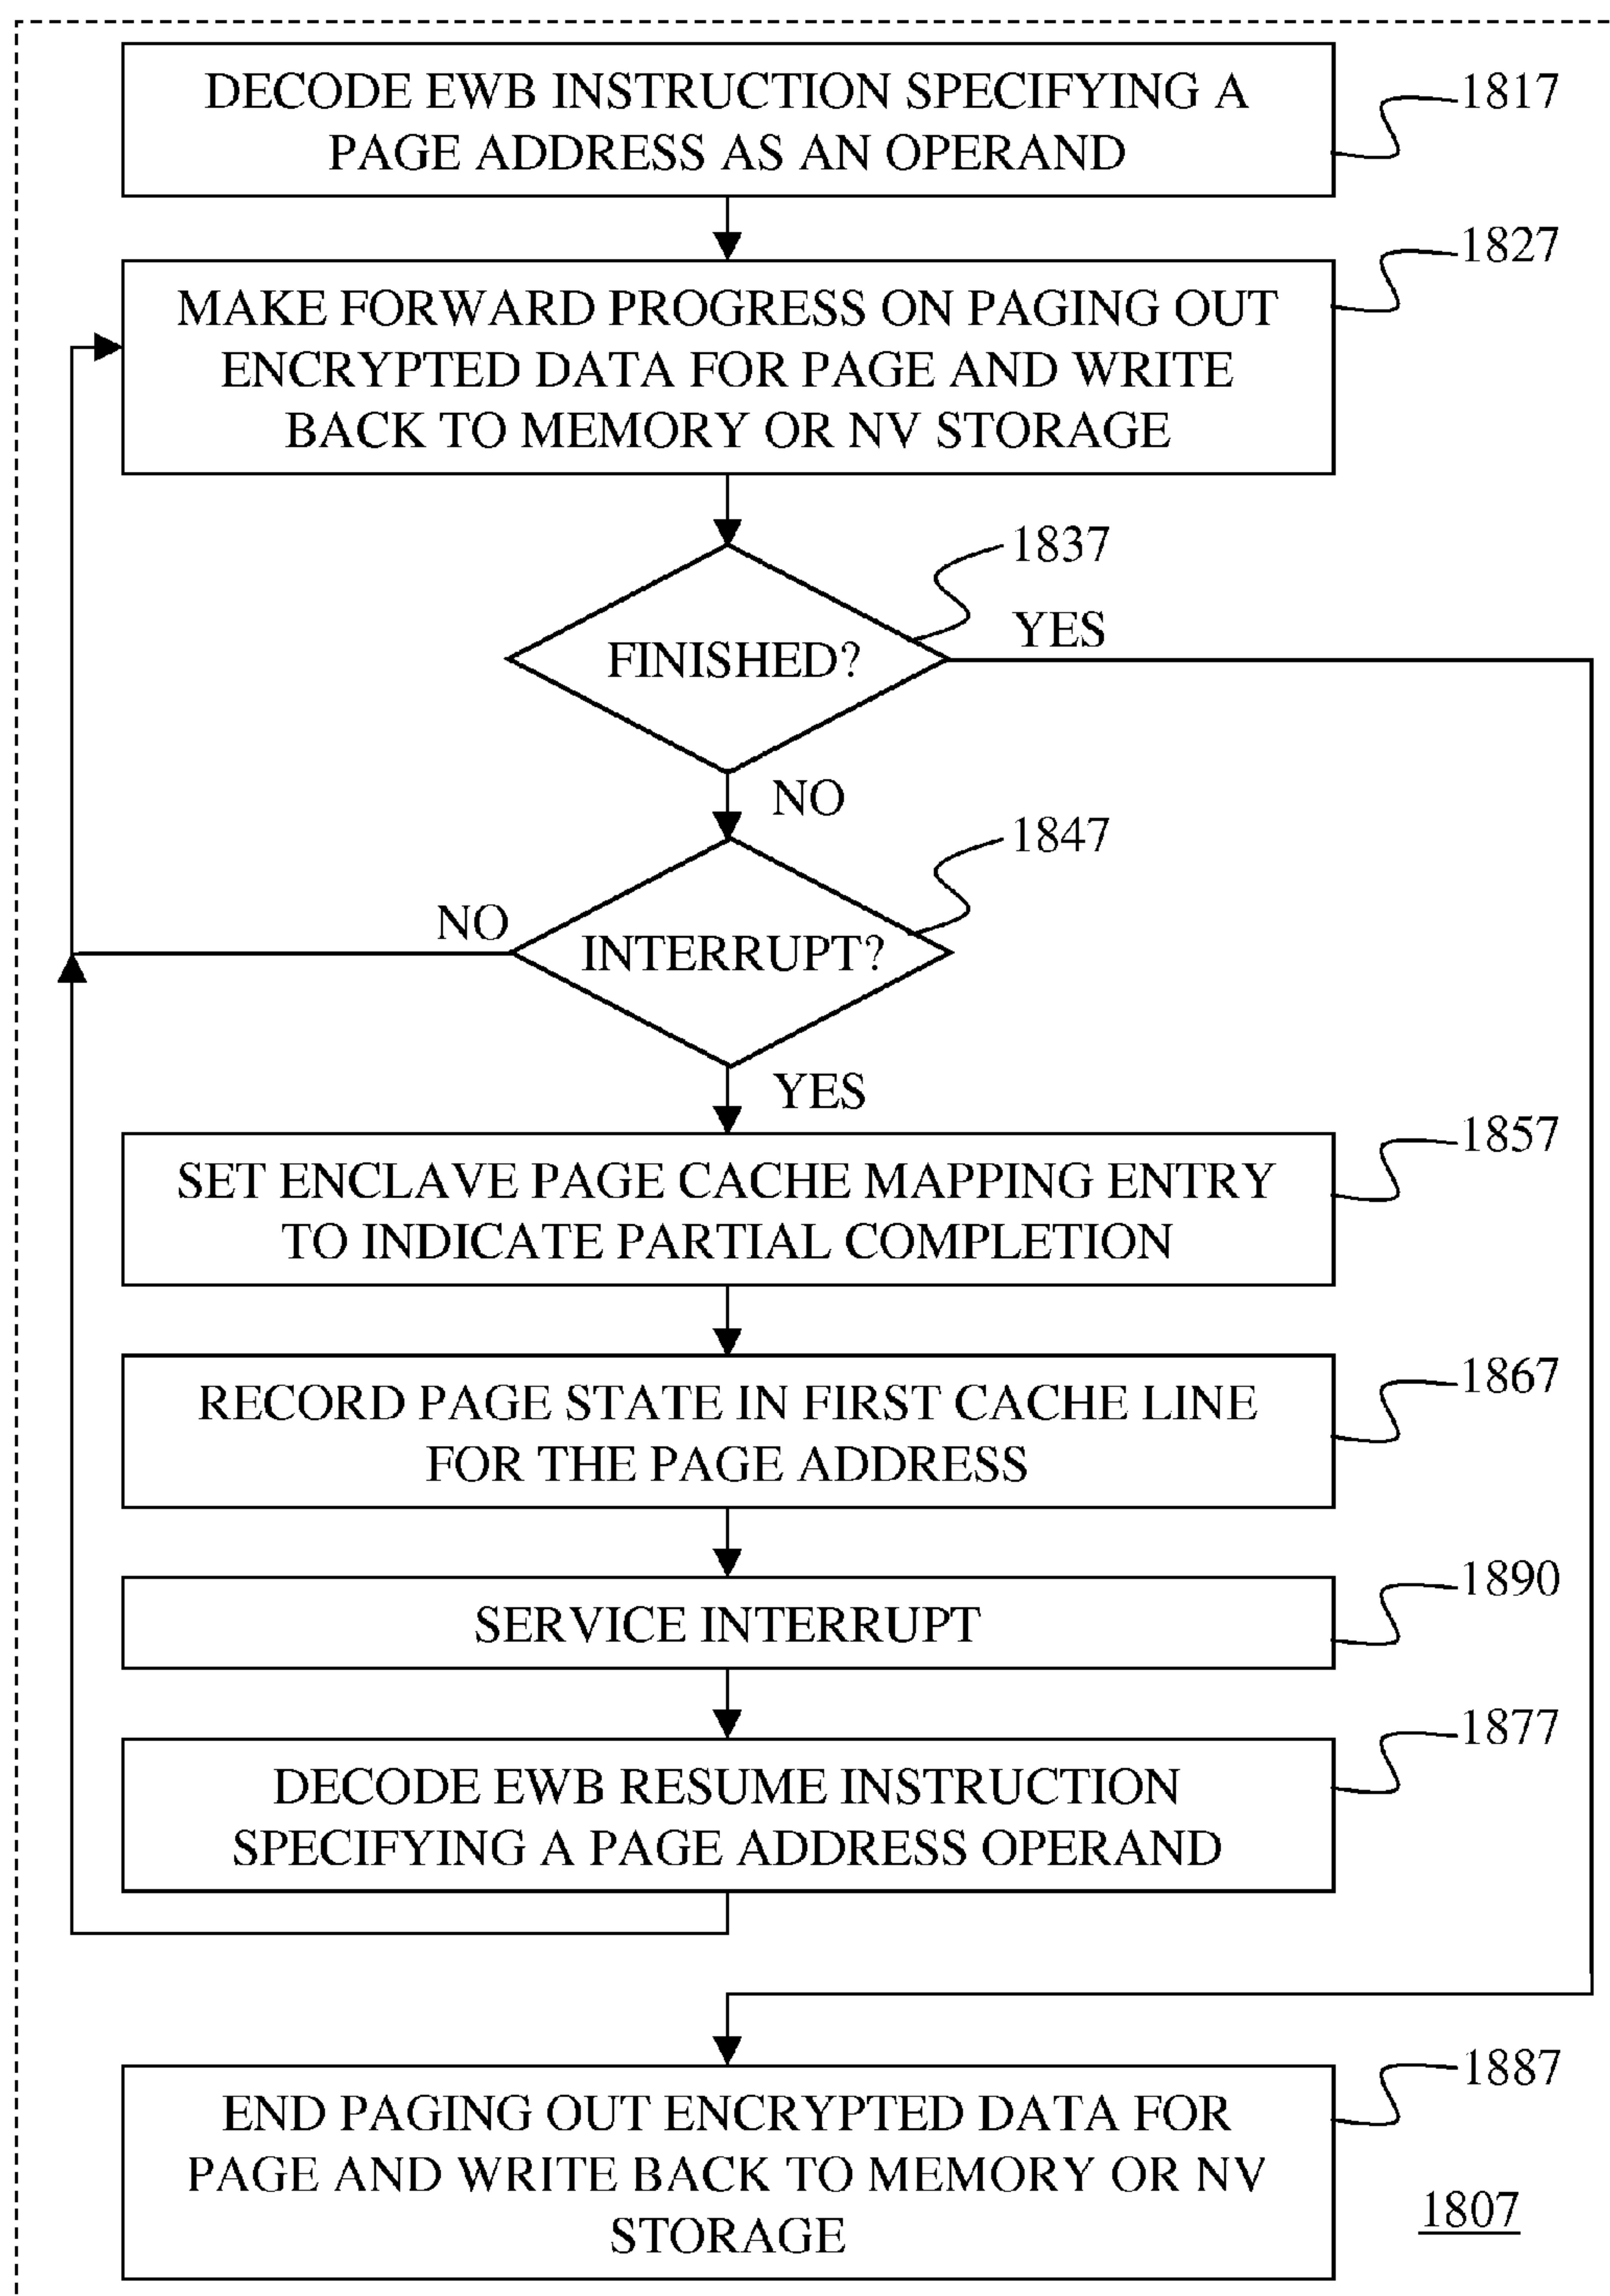 DECODE EWB INSTRUCTION SPECIFYING A
PAGE ADDRESS AS AN OPERAND
1817
MAKE FORWARD PROGRESS ON PAGING OUT
ENCRYPTED DATA FOR PAGE AND WRITE
BACK TO MEMORY OR NV STORAGE
1827
FINISHED?
1837
YES
NO
INTERRUPT?
1847
NO
YES
SET ENCLAVE PAGE CACHE MAPPING ENTRY
TO INDICATE PARTIAL COMPLETION
1857
RECORD PAGE STATE IN FIRST CACHE LINE
FOR THE PAGE ADDRESS
1867
SERVICE INTERRUPT
1890
DECODE EWB RESUME INSTRUCTION
SPECIFYING A PAGE ADDRESS OPERAND
1877
END PAGING OUT ENCRYPTED DATA FOR
PAGE AND WRITE BACK TO MEMORY OR NV
STORAGE
1887
1807